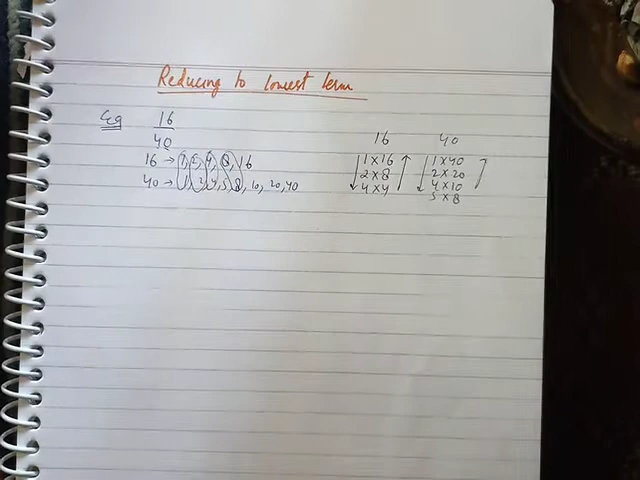 Reducing to lowest term
Eg 16
40
16 → 1, 2, 4, 8, 16
40 → 1, 2, 4, 5, 8, 10, 20, 40
16 40
1 x 16 1 x 40
2 x 8 2 x 20
4 x 4 4 x 10
5 x 8